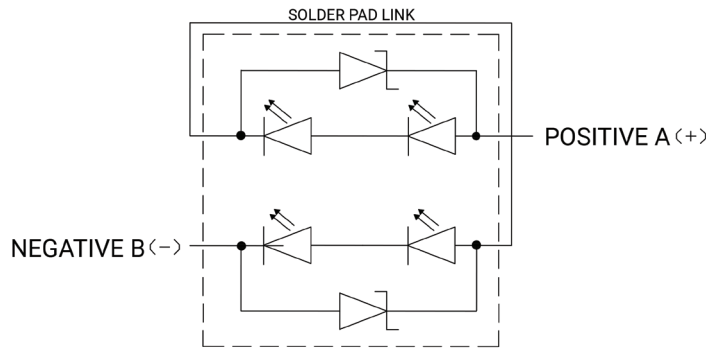 SOLDER PAD LINK
POSITIVE A (+)
NEGATIVE B (-)